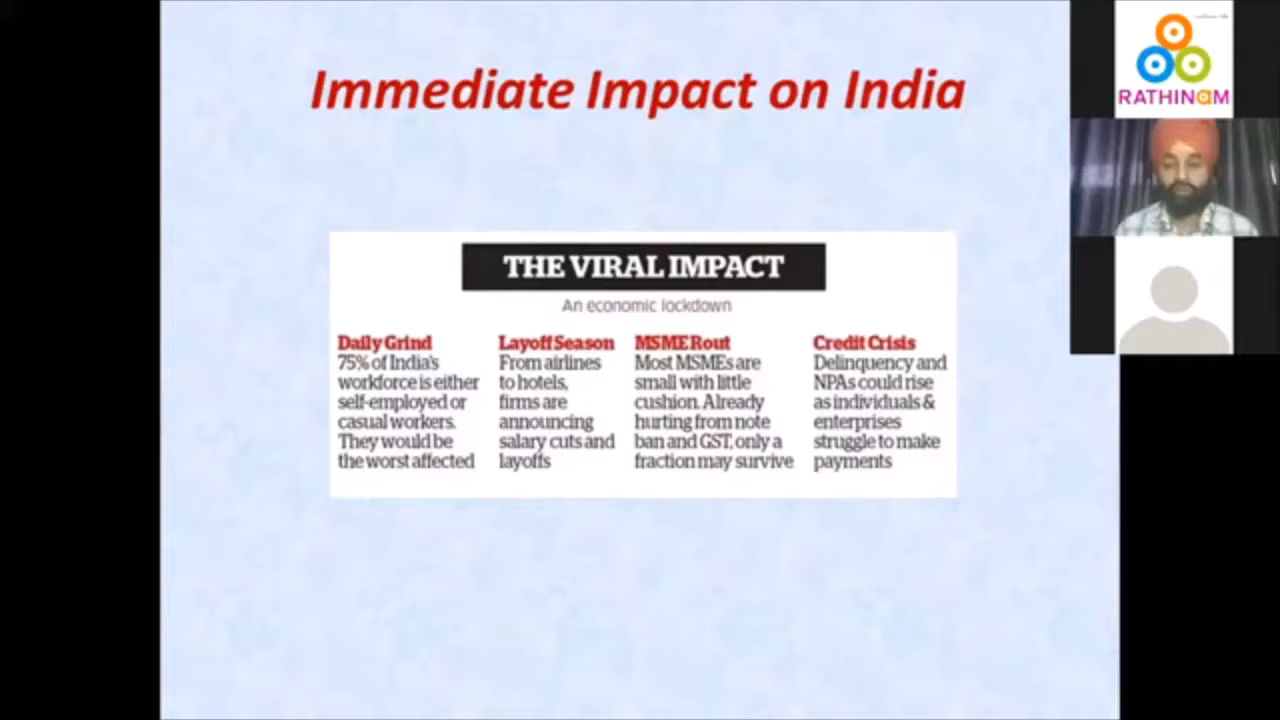 Immediate Impact on India
THE VIRAL IMPACT
An economic lockdown
Daily Grind
75% of India's
workforce is either
self-employed or
casual workers.
They would be
the worst affected
Layoff Season
From airlines
to hotels,
firms are
announcing
salary cuts and
layoffs
MSME Rout
Most MSMEs are
small with little
cushion. Already
hurting from note
ban and GST, only a
fraction may survive
Credit Crisis
Delinquency and
NPAs could rise
as individuals &
enterprises
struggle to make
payments
RATHINaM